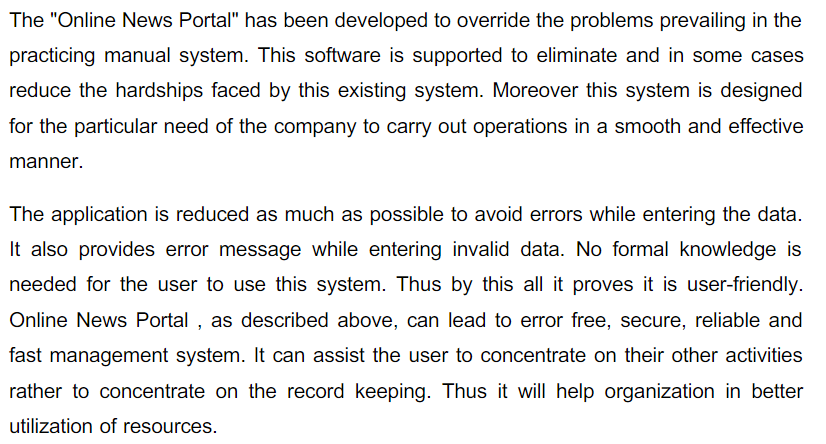 The "Online News Portal" has been developed to override the problems prevailing in the
practicing manual system. This software is supported to eliminate and in some cases
reduce the hardships faced by this existing system. Moreover this system is designed
for the particular need of the company to carry out operations in a smooth and effective
manner.
The application is reduced as much as possible to avoid errors while entering the data.
It also provides error message while entering invalid data. No formal knowledge is
needed for the user to use this system. Thus by this all it proves it is user-friendly.
Online News Portal , as described above, can lead to error free, secure, reliable and
fast management system. It can assist the user to concentrate on their other activities
rather to concentrate on the record keeping. Thus it will help organization in better
utilization of resources.